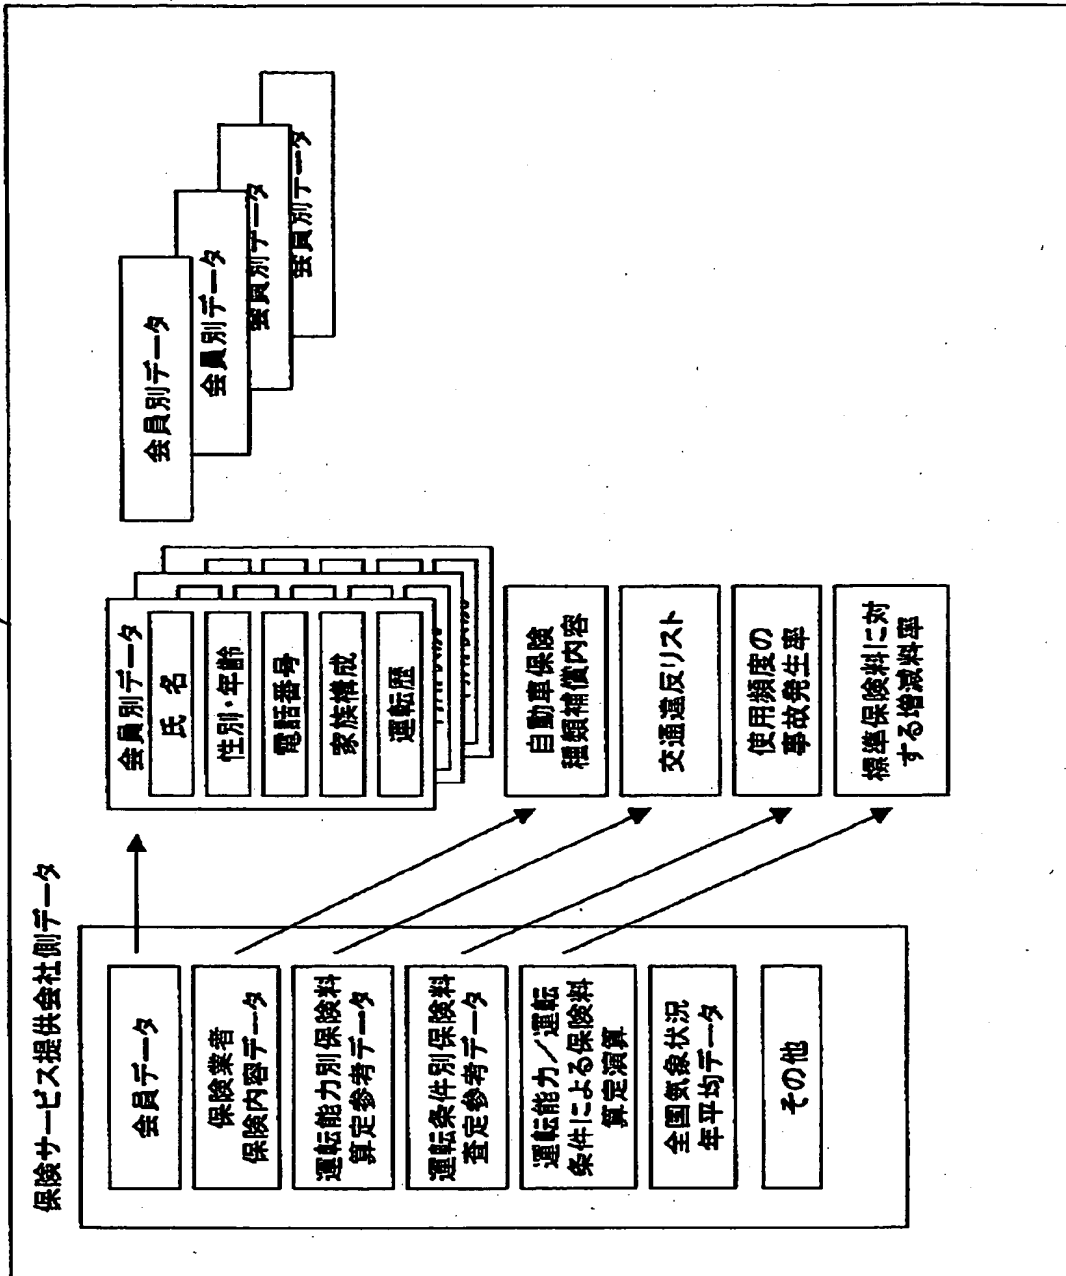 保険サービス提供会社側データ
会員データ
保険業者
保険内容データ
運転能力別保険料
算定参考データ
運転条件別保険料
査定参考データ
運転能力／運転
条件による保険料
算定演算
全国気象状況
年平均データ
その他
会員別データ
氏 名
性別・年齢
電話番号
家族構成
運転歴
自動車保険
種類補償内容
交通違反リスト
使用頻度の
事故発生率
標準保険料に対
する増減料率
会員別データ
会員別データ
会員別データ
会員別データ